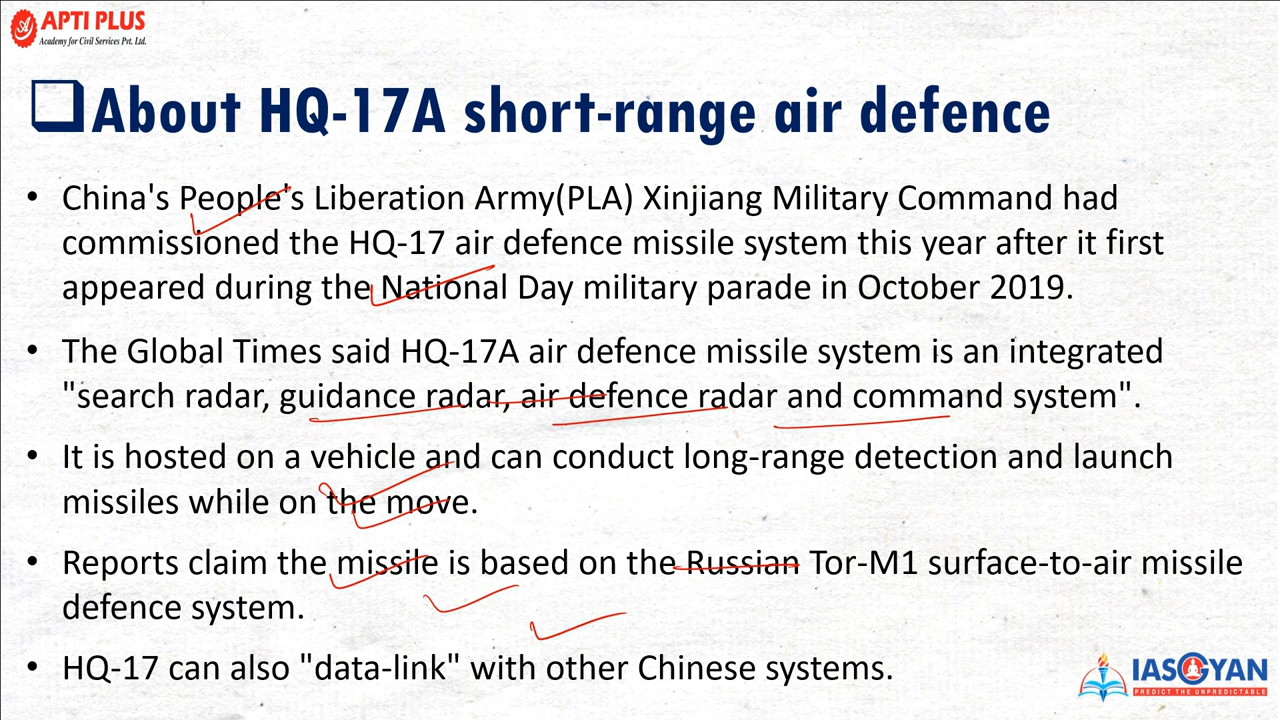 APTI PLUS
Academy for Civil Services Pvt. Ltd.
About HQ-17A short-range air defence
• China's People's Liberation Army(PLA) Xinjiang Military Command had
commissioned the HQ-17 air defence missile system this year after it first
appeared during the National Day military parade in October 2019.
• The Global Times said HQ-17A air defence missile system is an integrated
"search radar, guidance radar, air defence radar and command system".
• It is hosted on a vehicle and can conduct long-range detection and launch
missiles while on the move.
• Reports claim the missile is based on the Russian Tor-M1 surface-to-air missile
defence system.
• HQ-17 can also "data-link" with other Chinese systems.
IASGYAN
PREDICT THE UNPREDICTABLE